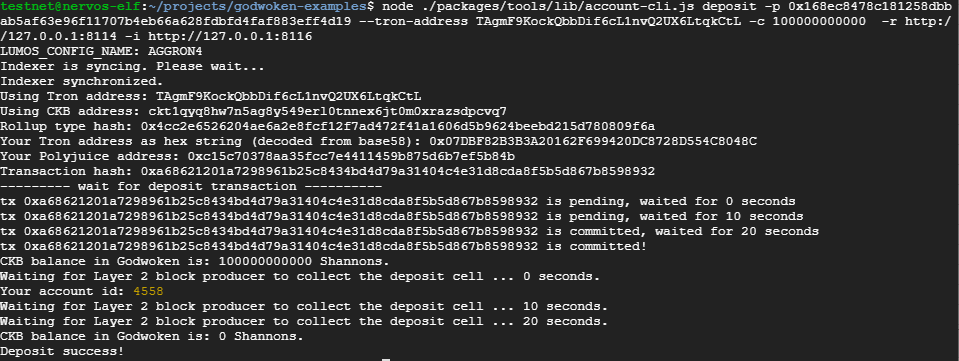 testnet@nervos-elf:~/projects/godwoken-examples$ node ./packages/tools/lib/account-cli.js deposit -p 0x168ec8478c181258dbb
ab5af63e96f11707b4eb66a628fdbfd4faf883eff4d19 --tron-address TAgmF9KockQbbDif6cL1nvQ2UX6LtqkCtL -c 100000000000  -r http:/
/127.0.0.1:8114 -i http://127.0.0.1:8116
LUMOS_CONFIG_NAME: AGGRON4
Indexer is syncing. Please wait...
Indexer synchronized.
Using Tron address: TAgmF9KockQbbDif6cL1nvQ2UX6LtqkCtL
Using CKB address: ckt1qyq8hw7n5ag8y549erl0tnnex6jt0m0xrazsdpcvq7
Rollup type hash: 0x4cc2e6526204ae6a2e8fcf12f7ad472f41a1606d5b9624beebd215d780809f6a
Your Tron address as hex string (decoded from base58): 0x07DBF82B3B3A20162F699420DC8728D554C8048C
Your Polyjuice address: 0xc15c70378aa35fcc7e4411459b875d6b7ef5b84b
Transaction hash: 0xa68621201a7298961b25c8434bd4d79a31404c4e31d8cda8f5b5d867b8598932
--------- wait for deposit transaction ----------
tx 0xa68621201a7298961b25c8434bd4d79a31404c4e31d8cda8f5b5d867b8598932 is pending, waited for 0 seconds
tx 0xa68621201a7298961b25c8434bd4d79a31404c4e31d8cda8f5b5d867b8598932 is pending, waited for 10 seconds
tx 0xa68621201a7298961b25c8434bd4d79a31404c4e31d8cda8f5b5d867b8598932 is committed, waited for 20 seconds
tx 0xa68621201a7298961b25c8434bd4d79a31404c4e31d8cda8f5b5d867b8598932 is committed!
CKB balance in Godwoken is: 100000000000 Shannons.
Waiting for Layer 2 block producer to collect the deposit cell ... 0 seconds.
Your account id: 4558
Waiting for Layer 2 block producer to collect the deposit cell ... 10 seconds.
Waiting for Layer 2 block producer to collect the deposit cell ... 20 seconds.
CKB balance in Godwoken is: 0 Shannons.
Deposit success!